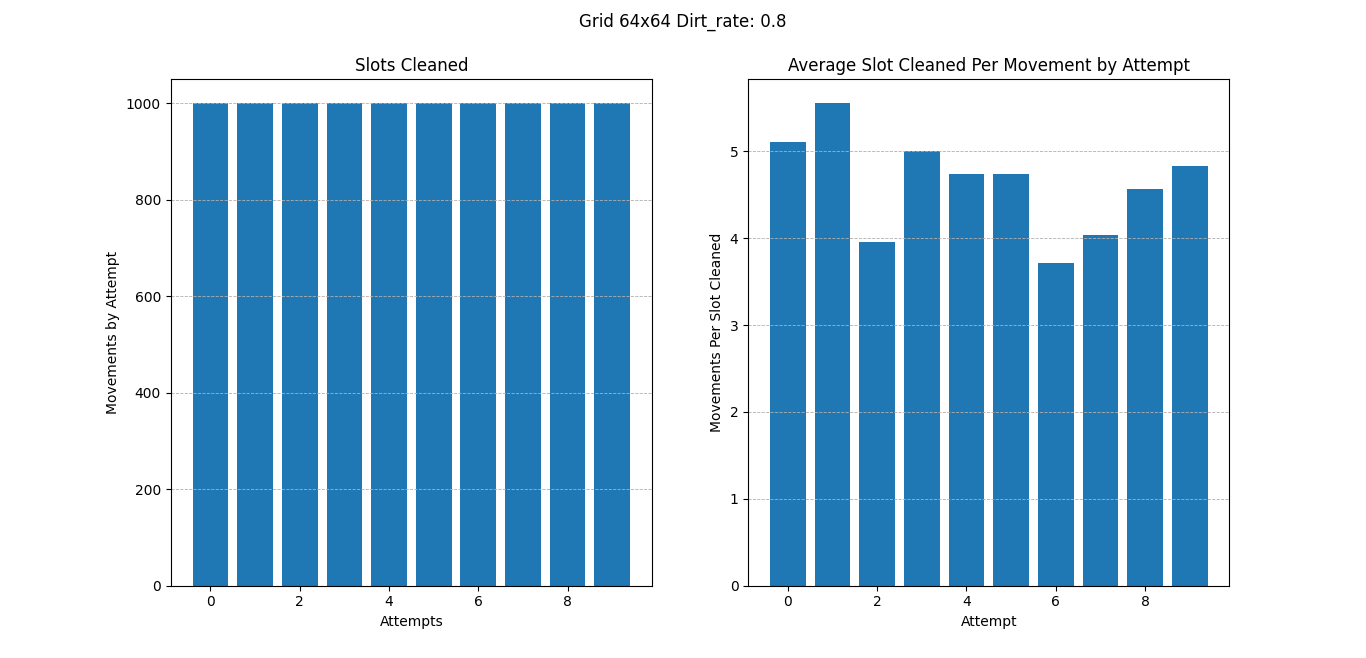 Grid 64x64 Dirt_rate: 0.8
Slots Cleaned
Movements by Attempt
1000
800
600
400
200
0
0 2 4 6 8
Attempts
Average Slot Cleaned Per Movement by Attempt
Movements Per Slot Cleaned
5
4
3
2
1
0
0 2 4 6 8
Attempt